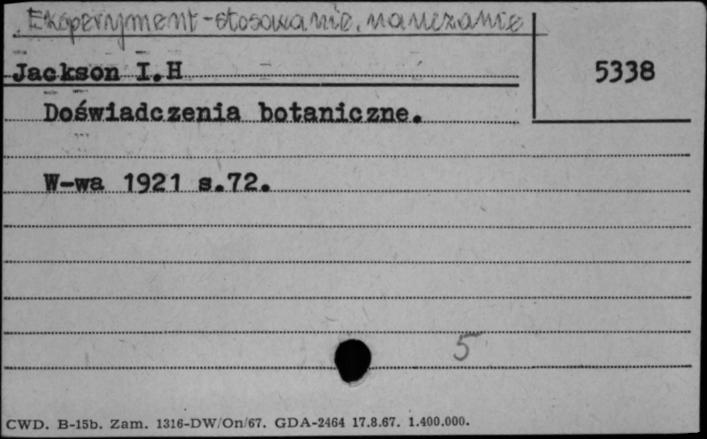 Eksperyment-stosowanie, nauczanie
Jackson I.H
5338
Doświadczenia botaniczne.
W-wa 1921 s.72.
5
CWD. B-15b. Zam. 1316-DW/On/67. GDA-2464 17.8.67. 1.400.000.